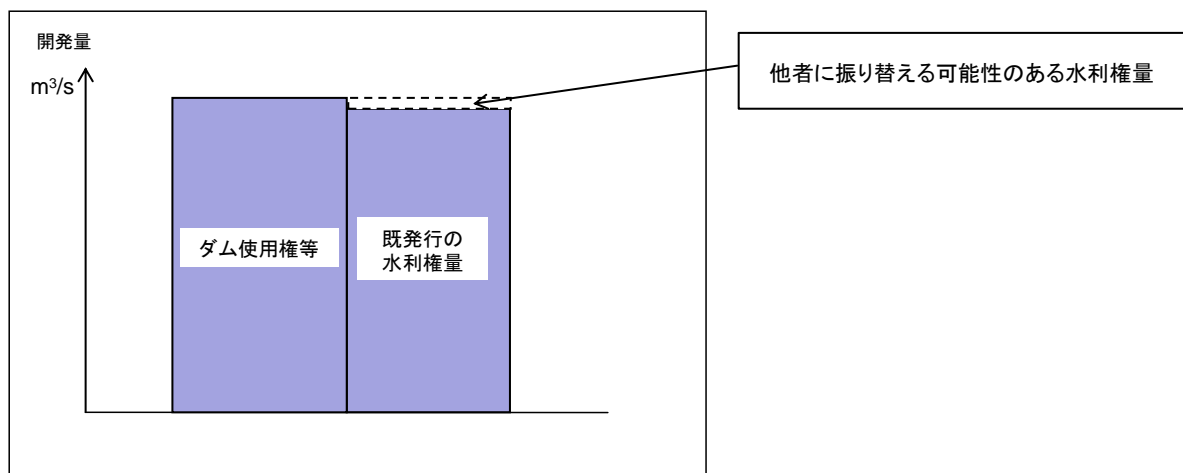 開発量
m³/s
他者に振り替える可能性のある水利権量
ダム使用権等
既発行の
水利権量